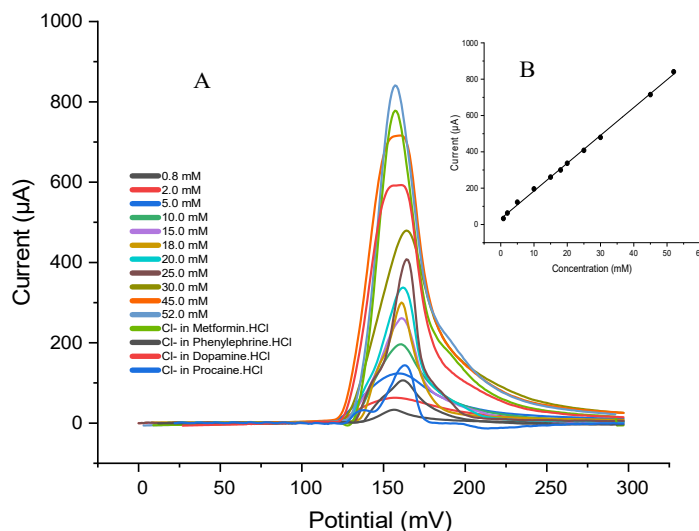 A
1000
800
600
400
200
0
Current (µA)
0
50
100
150
200
250
300
Potintial (mV)
0.8 mM
2.0 mM
5.0 mM
10.0 mM
15.0 mM
18.0 mM
20.0 mM
25.0 mM
30.0 mM
45.0 mM
52.0 mM
Cl- in Metformin.HCl
Cl- in Phenylephrine.HCl
Cl- in Dopamine.HCl
Cl- in Procaine.HCl
B
1000
800
600
400
200
0
Current (µA)
0
10
20
30
40
50
60
Concentration (mM)